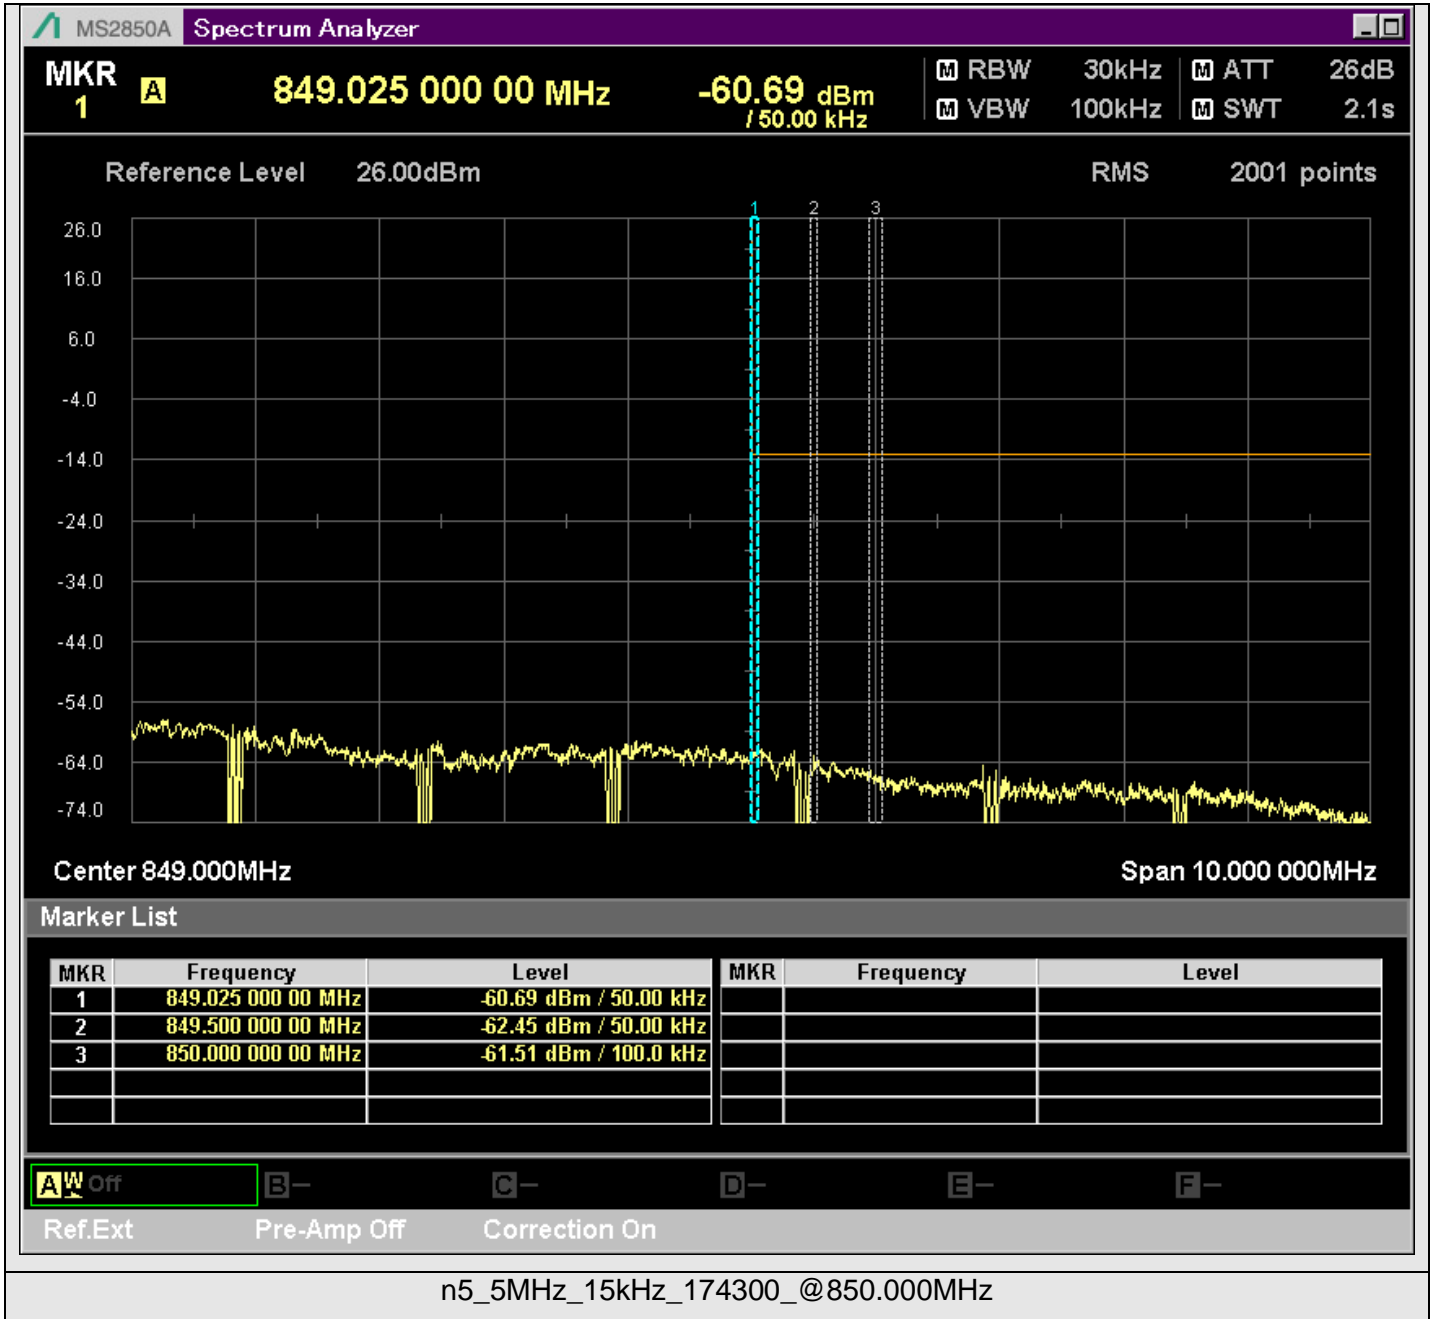 MS2850A Spectrum Analyzer
MKR 1 A 849.025 000 00 MHz -60.69 dBm / 50.00 kHz
M RBW 30kHz M ATT 26dB
M VBW 100kHz M SWT 2.1s
Reference Level 26.00dBm RMS 2001 points
1 2 3
26.0
16.0
6.0
-4.0
-14.0
-24.0
-34.0
-44.0
-54.0
-64.0
-74.0
Center 849.000MHz Span 10.000 000MHz
Marker List
MKR Frequency Level MKR Frequency Level
1 849.025 000 00 MHz -60.69 dBm / 50.00 kHz
2 849.500 000 00 MHz -62.45 dBm / 50.00 kHz
3 850.000 000 00 MHz -61.51 dBm / 100.0 kHz
A W Off B - C - D - E - F -
Ref.Ext Pre-Amp Off Correction On
n5_5MHz_15kHz_174300_@850.000MHz